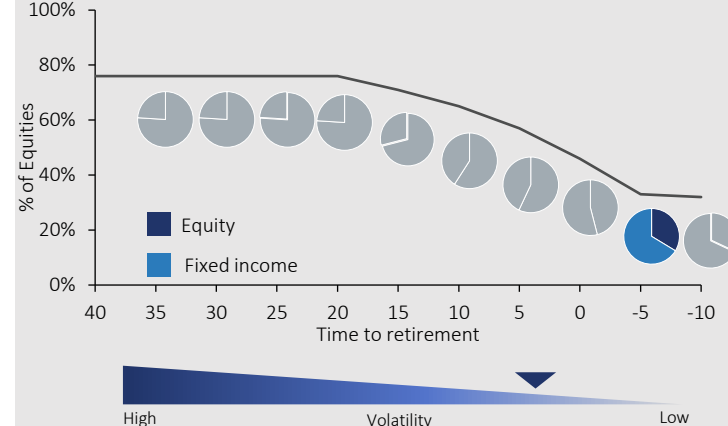 100%
80%
60%
40%
20%
0%
% of Equities
Equity
Fixed income
40 35 30 25 20 15 10 5 0 -5 -10
Time to retirement
High Volatility Low